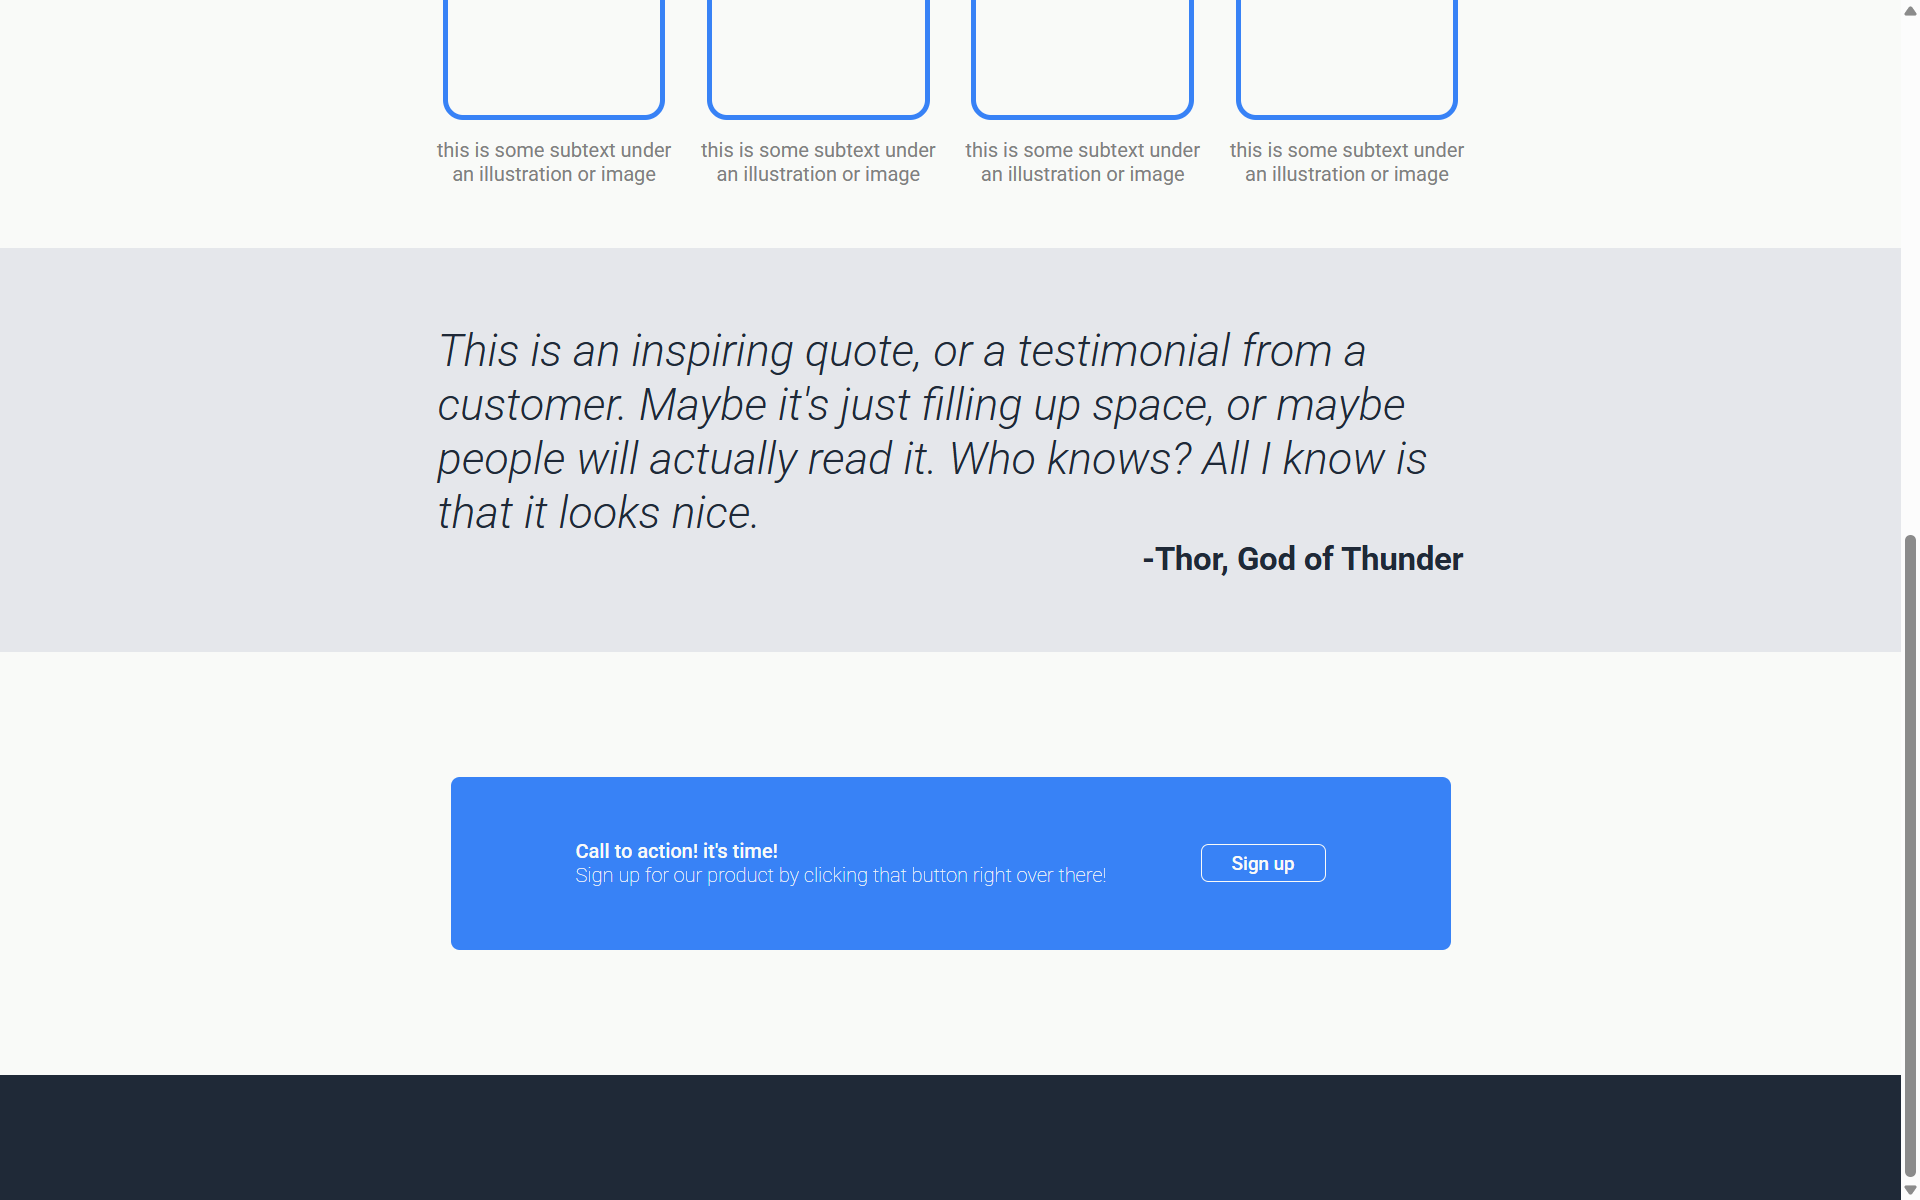 this is some subtext under
an illustration or image
this is some subtext under
an illustration or image
this is some subtext under
an illustration or image
this is some subtext under
an illustration or image
This is an inspiring quote, or a testimonial from a
customer. Maybe it's just filling up space, or maybe
people will actually read it. Who knows? All I know is
that it looks nice.
-Thor, God of Thunder
Call to action! it's time!
Sign up for our product by clicking that button right over there!
Sign up